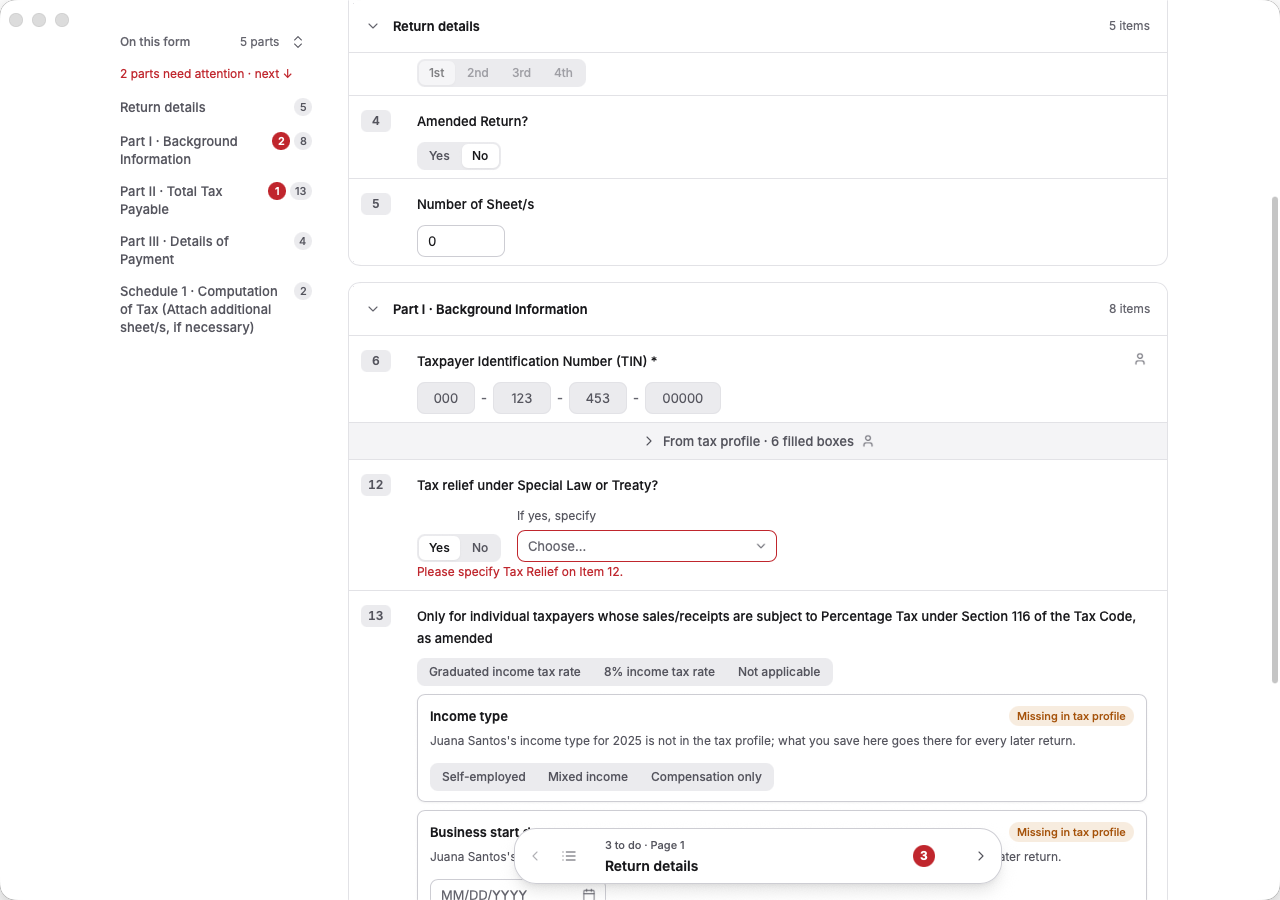 On this form
5 parts
2 parts need attention · next ↓
Return details
5
Part I · Background Information
2
8
Part II · Total Tax Payable
1
13
Part III · Details of Payment
4
Schedule 1 · Computation of Tax (Attach additional sheet/s, if necessary)
2
Return details
5 items
1st
2nd
3rd
4th
4
Amended Return?
Yes
No
5
Number of Sheet/s
0
Part I · Background Information
8 items
6
Taxpayer Identification Number (TIN) *
000 - 123 - 453 - 00000
From tax profile · 6 filled boxes
12
Tax relief under Special Law or Treaty?
If yes, specify
Yes
No
Choose...
Please specify Tax Relief on Item 12.
13
Only for individual taxpayers whose sales/receipts are subject to Percentage Tax under Section 116 of the Tax Code,
as amended
Graduated income tax rate
8% income tax rate
Not applicable
Income type
Missing in tax profile
Juana Santos's income type for 2025 is not in the tax profile; what you save here goes there for every later return.
Self-employed
Mixed income
Compensation only
Business start
Missing in tax profile
Juana Santos's
later return.
MM/DD/YYYY
3 to do · Page 1
Return details
3